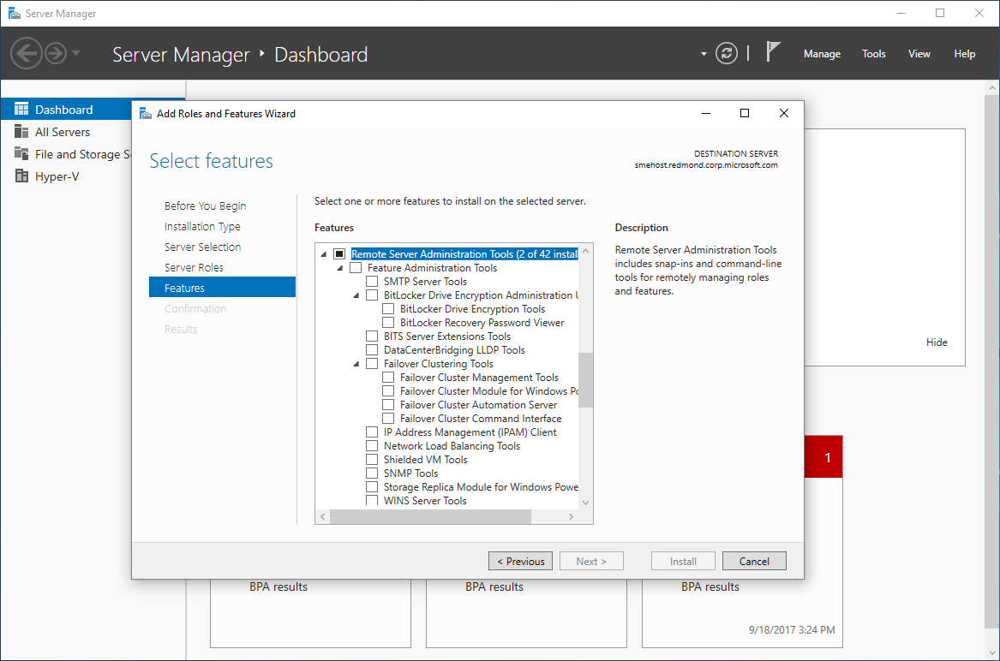 Server Manager
Server Manager ‣ Dashboard
Manage Tools View Help
Dashboard
All Servers
File and Storage S
Hyper-V
Add Roles and Features Wizard
Select features
DESTINATION SERVER
smehost.redmond.corp.microsoft.com
Before You Begin
Installation Type
Server Selection
Server Roles
Features
Confirmation
Results
Select one or more features to install on the selected server.
Features
Remote Server Administration Tools (2 of 42 instal
Feature Administration Tools
SMTP Server Tools
BitLocker Drive Encryption Administration U
BitLocker Drive Encryption Tools
BitLocker Recovery Password Viewer
BITS Server Extensions Tools
DataCenterBridging LLDP Tools
Failover Clustering Tools
Failover Cluster Management Tools
Failover Cluster Module for Windows Po
Failover Cluster Automation Server
Failover Cluster Command Interface
IP Address Management (IPAM) Client
Network Load Balancing Tools
Shielded VM Tools
SNMP Tools
Storage Replica Module for Windows Powe
WINS Server Tools
Description
Remote Server Administration Tools
includes snap-ins and command-line
tools for remotely managing roles
and features.
Hide
1
< Previous
Next >
Install
Cancel
BPA results
BPA results
BPA results
9/18/2017 3:24 PM